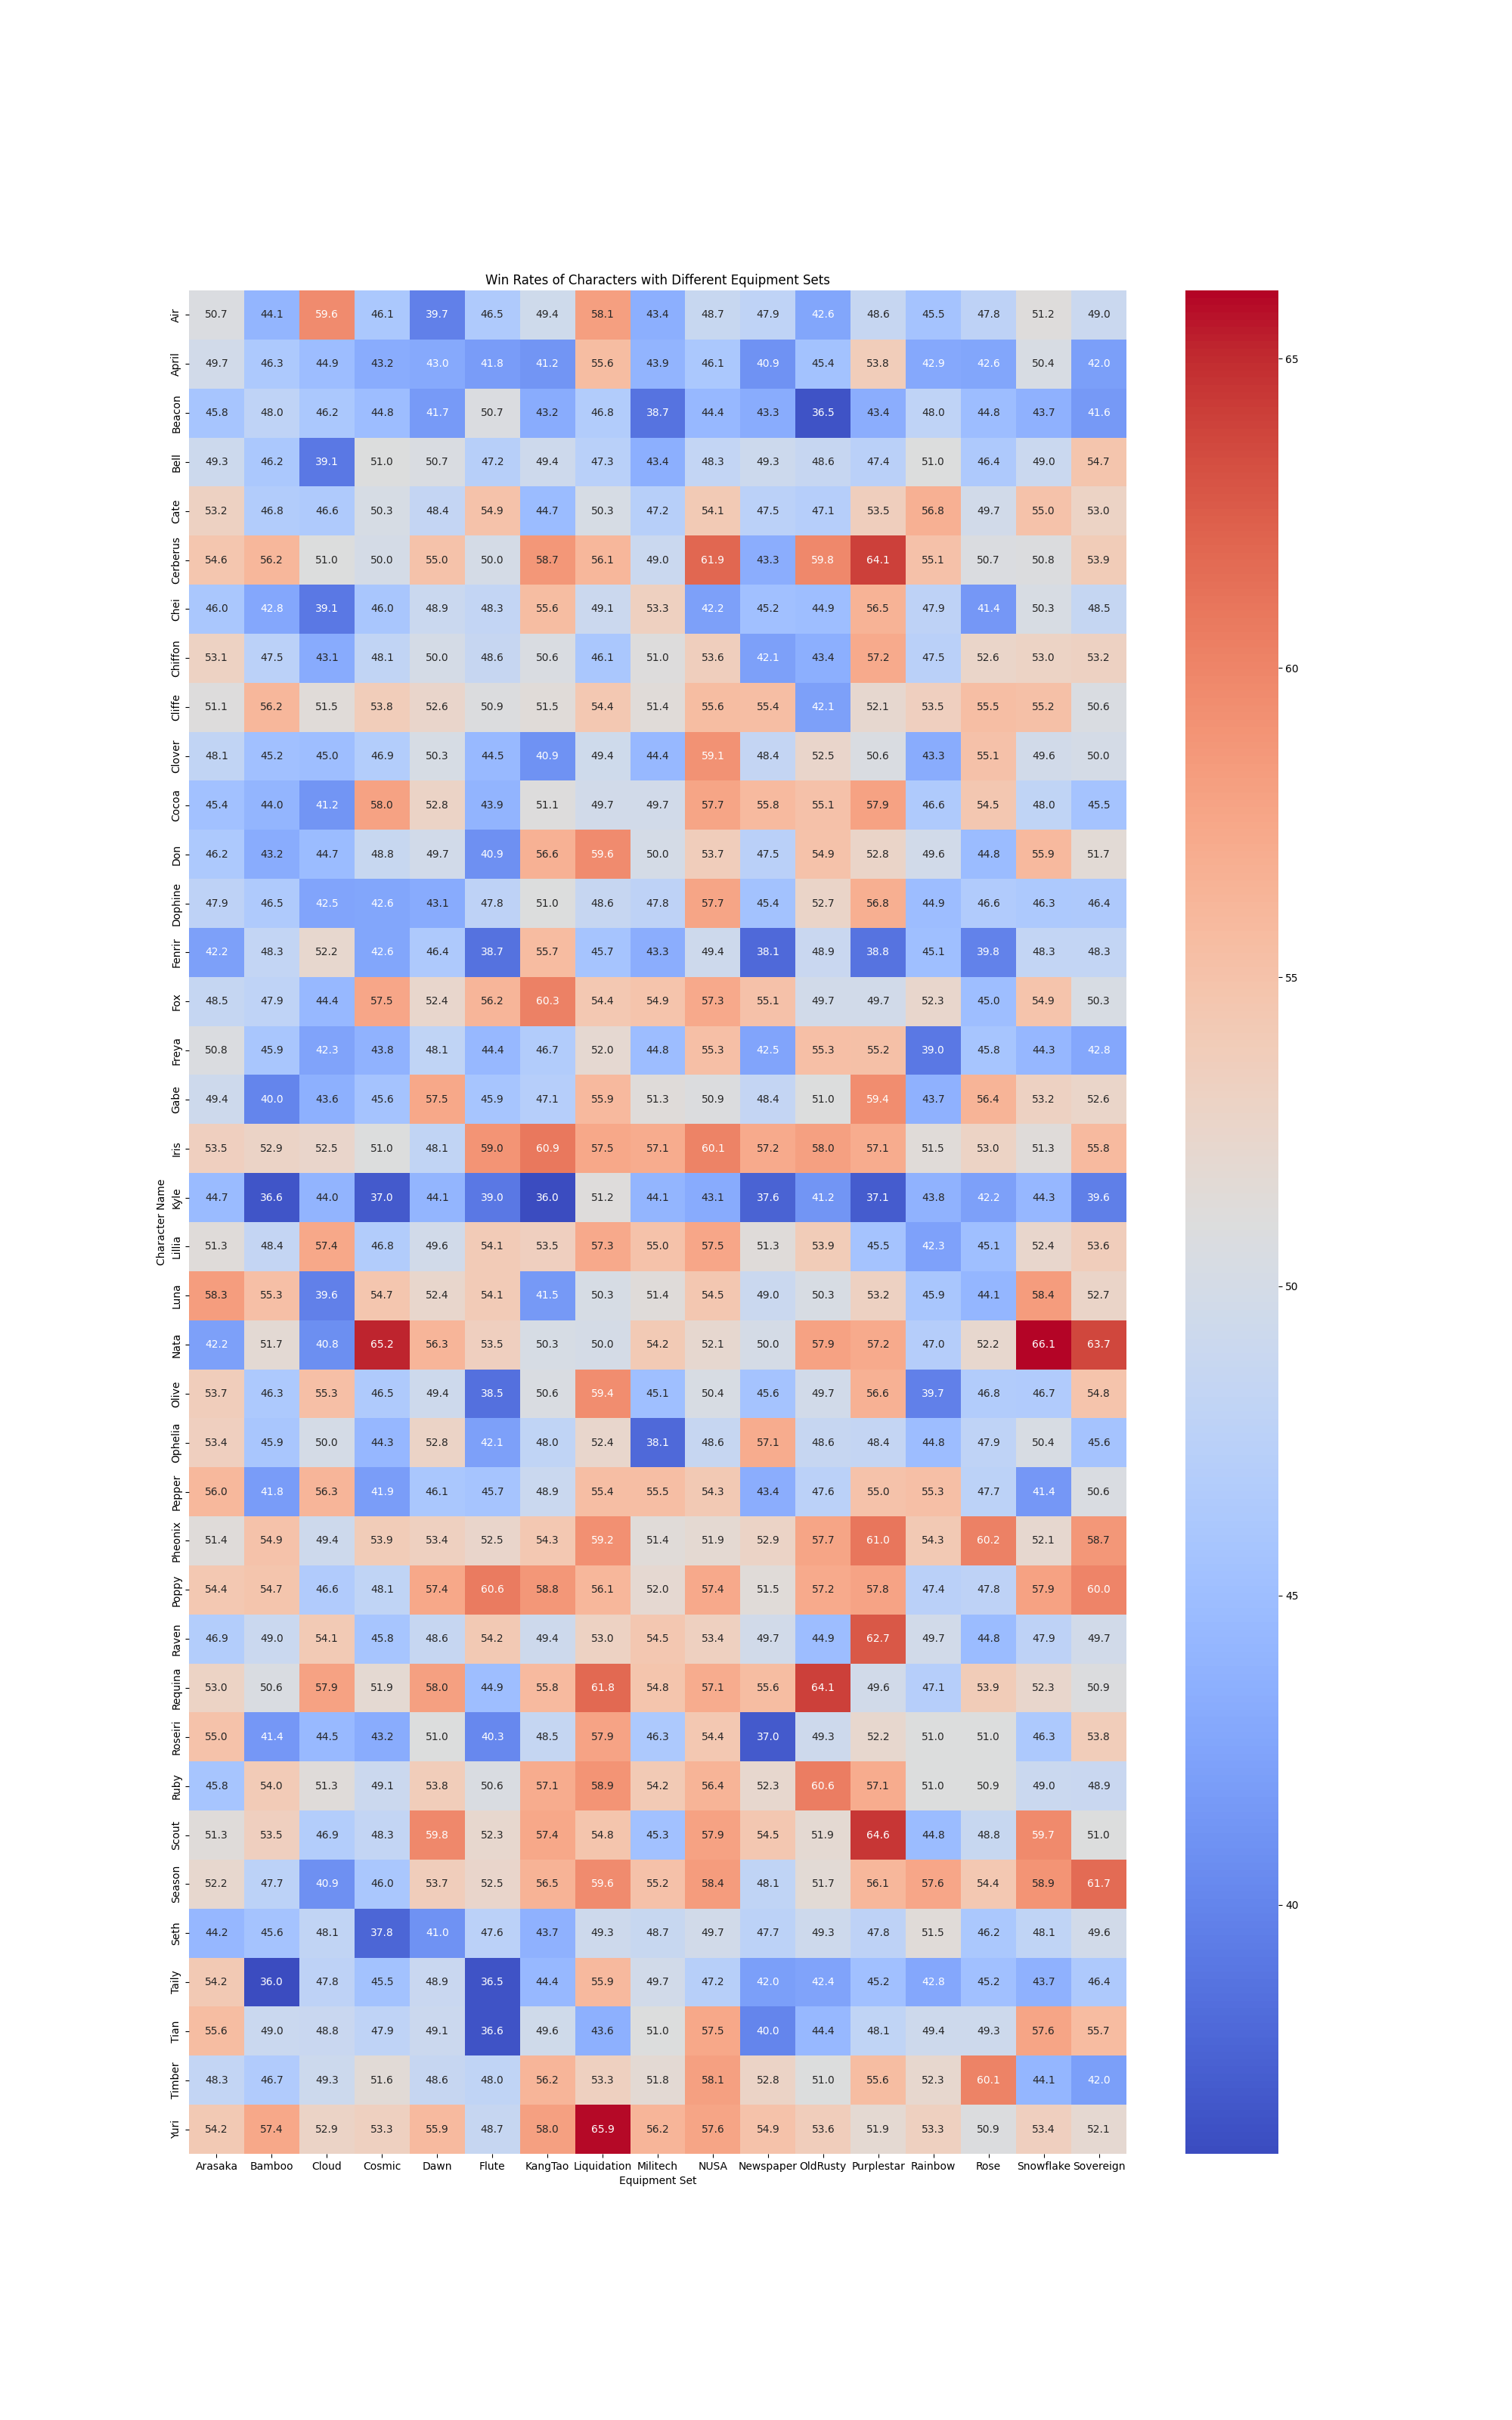 Win Rates of Characters with Different Equipment Sets
Air 50.7 44.1 59.6 46.1 39.7 46.5 49.4 58.1 43.4 48.7 47.9 42.6 48.6 45.5 47.8 51.2 49.0
April 49.7 46.3 44.9 43.2 43.0 41.8 41.2 55.6 43.9 46.1 40.9 45.4 53.8 42.9 42.6 50.4 42.0
Beacon 45.8 48.0 46.2 44.8 41.7 50.7 43.2 46.8 38.7 44.4 43.3 36.5 43.4 48.0 44.8 43.7 41.6
Bell 49.3 46.2 39.1 51.0 50.7 47.2 49.4 47.3 43.4 48.3 49.3 48.6 47.4 51.0 46.4 49.0 54.7
Cate 53.2 46.8 46.6 50.3 48.4 54.9 44.7 50.3 47.2 54.1 47.5 47.1 53.5 56.8 49.7 55.0 53.0
Cerberus 54.6 56.2 51.0 50.0 55.0 50.0 58.7 56.1 49.0 61.9 43.3 59.8 64.1 55.1 50.7 50.8 53.9
Chei 46.0 42.8 39.1 46.0 48.9 48.3 55.6 49.1 53.3 42.2 45.2 44.9 56.5 47.9 41.4 50.3 48.5
Chiffon 53.1 47.5 43.1 48.1 50.0 48.6 50.6 46.1 51.0 53.6 42.1 43.4 57.2 47.5 52.6 53.0 53.2
Cliffe 51.1 56.2 51.5 53.8 52.6 50.9 51.5 54.4 51.4 55.6 55.4 42.1 52.1 53.5 55.5 55.2 50.6
Clover 48.1 45.2 45.0 46.9 50.3 44.5 40.9 49.4 44.4 59.1 48.4 52.5 50.6 43.3 55.1 49.6 50.0
Cocoa 45.4 44.0 41.2 58.0 52.8 43.9 51.1 49.7 49.7 57.7 55.8 55.1 57.9 46.6 54.5 48.0 45.5
Don 46.2 43.2 44.7 48.8 49.7 40.9 56.6 59.6 50.0 53.7 47.5 54.9 52.8 49.6 44.8 55.9 51.7
Dophine 47.9 46.5 42.5 42.6 43.1 47.8 51.0 48.6 47.8 57.7 45.4 52.7 56.8 44.9 46.6 46.3 46.4
Fenrir 42.2 48.3 52.2 42.6 46.4 38.7 55.7 45.7 43.3 49.4 38.1 48.9 38.8 45.1 39.8 48.3 48.3
Fox 48.5 47.9 44.4 57.5 52.4 56.2 60.3 54.4 54.9 57.3 55.1 49.7 49.7 52.3 45.0 54.9 50.3
Freya 50.8 45.9 42.3 43.8 48.1 44.4 46.7 52.0 44.8 55.3 42.5 55.3 55.2 39.0 45.8 44.3 42.8
Gabe 49.4 40.0 43.6 45.6 57.5 45.9 47.1 55.9 51.3 50.9 48.4 51.0 59.4 43.7 56.4 53.2 52.6
Iris 53.5 52.9 52.5 51.0 48.1 59.0 60.9 57.5 57.1 60.1 57.2 58.0 57.1 51.5 53.0 51.3 55.8
Kyle 44.7 36.6 44.0 37.0 44.1 39.0 36.0 51.2 44.1 43.1 37.6 41.2 37.1 43.8 42.2 44.3 39.6
Lillia 51.3 48.4 57.4 46.8 49.6 54.1 53.5 57.3 55.0 57.5 51.3 53.9 45.5 42.3 45.1 52.4 53.6
Luna 58.3 55.3 39.6 54.7 52.4 54.1 41.5 50.3 51.4 54.5 49.0 50.3 53.2 45.9 44.1 58.4 52.7
Nata 42.2 51.7 40.8 65.2 56.3 53.5 50.3 50.0 54.2 52.1 50.0 57.9 57.2 47.0 52.2 66.1 63.7
Olive 53.7 46.3 55.3 46.5 49.4 38.5 50.6 59.4 45.1 50.4 45.6 49.7 56.6 39.7 46.8 46.7 54.8
Ophelia 53.4 45.9 50.0 44.3 52.8 42.1 48.0 52.4 38.1 48.6 57.1 48.6 48.4 44.8 47.9 50.4 45.6
Pepper 56.0 41.8 56.3 41.9 46.1 45.7 48.9 55.4 55.5 54.3 43.4 47.6 55.0 55.3 47.7 41.4 50.6
Pheonix 51.4 54.9 49.4 53.9 53.4 52.5 54.3 59.2 51.4 51.9 52.9 57.7 61.0 54.3 60.2 52.1 58.7
Poppy 54.4 54.7 46.6 48.1 57.4 60.6 58.8 56.1 52.0 57.4 51.5 57.2 57.8 47.4 47.8 57.9 60.0
Raven 46.9 49.0 54.1 45.8 48.6 54.2 49.4 53.0 54.5 53.4 49.7 44.9 62.7 49.7 44.8 47.9 49.7
Requina 53.0 50.6 57.9 51.9 58.0 44.9 55.8 61.8 54.8 57.1 55.6 64.1 49.6 47.1 53.9 52.3 50.9
Roseiri 55.0 41.4 44.5 43.2 51.0 40.3 48.5 57.9 46.3 54.4 37.0 49.3 52.2 51.0 51.0 46.3 53.8
Ruby 45.8 54.0 51.3 49.1 53.8 50.6 57.1 58.9 54.2 56.4 52.3 60.6 57.1 51.0 50.9 49.0 48.9
Scout 51.3 53.5 46.9 48.3 59.8 52.3 57.4 54.8 45.3 57.9 54.5 51.9 64.6 44.8 48.8 59.7 51.0
Season 52.2 47.7 40.9 46.0 53.7 52.5 56.5 59.6 55.2 58.4 48.1 51.7 56.1 57.6 54.4 58.9 61.7
Seth 44.2 45.6 48.1 37.8 41.0 47.6 43.7 49.3 48.7 49.7 47.7 49.3 47.8 51.5 46.2 48.1 49.6
Taily 54.2 36.0 47.8 45.5 48.9 36.5 44.4 55.9 49.7 47.2 42.0 42.4 45.2 42.8 45.2 43.7 46.4
Tian 55.6 49.0 48.8 47.9 49.1 36.6 49.6 43.6 51.0 57.5 40.0 44.4 48.1 49.4 49.3 57.6 55.7
Timber 48.3 46.7 49.3 51.6 48.6 48.0 56.2 53.3 51.8 58.1 52.8 51.0 55.6 52.3 60.1 44.1 42.0
Yuri 54.2 57.4 52.9 53.3 55.9 48.7 58.0 65.9 56.2 57.6 54.9 53.6 51.9 53.3 50.9 53.4 52.1
Arasaka Bamboo Cloud Cosmic Dawn Flute KangTao Liquidation Militech NUSA Newspaper OldRusty Purplestar Rainbow Rose Snowflake Sovereign
Equipment Set
Character Name
65
60
55
50
45
40